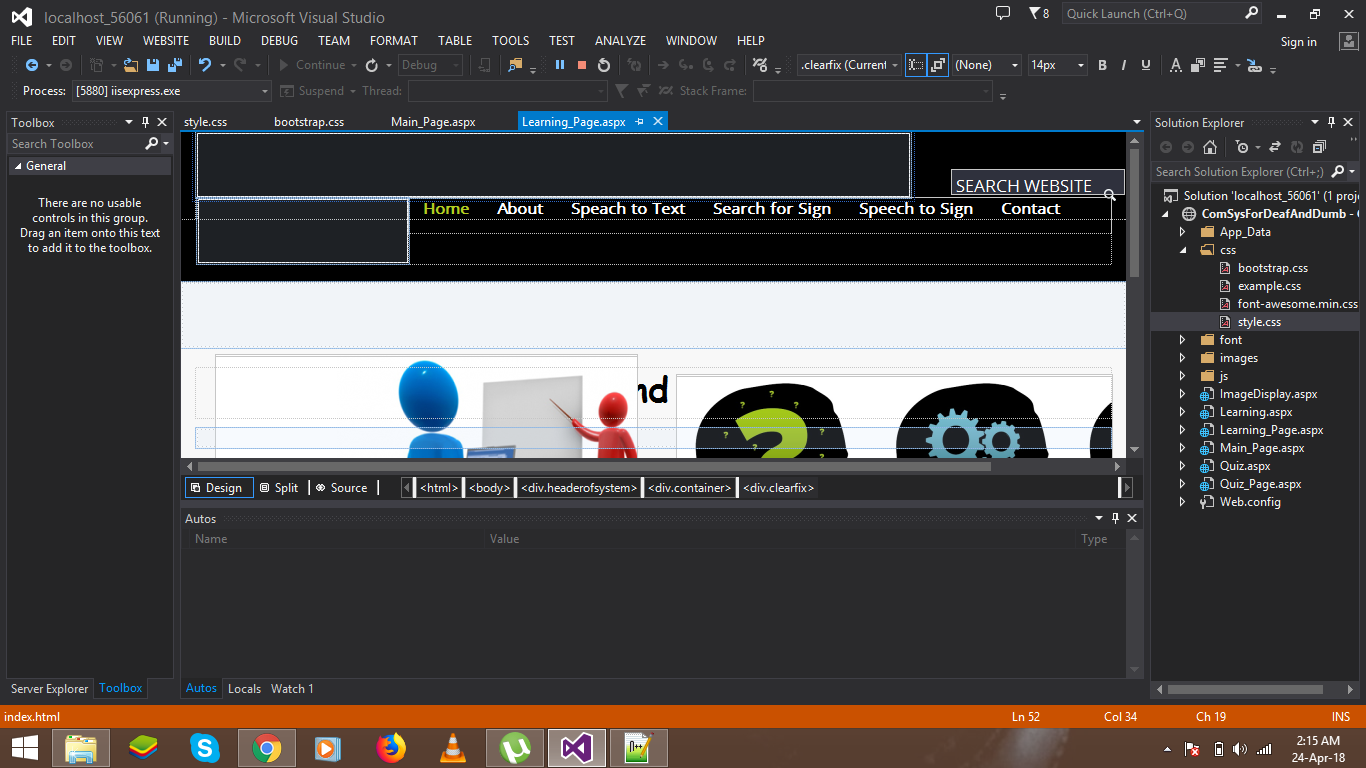 localhost_56061 (Running) - Microsoft Visual Studio
8
Quick Launch (Ctrl+Q)
FILE EDIT VIEW WEBSITE BUILD DEBUG TEAM FORMAT TABLE TOOLS TEST ANALYZE WINDOW HELP
Sign in
Continue
Debug
.clearfix (Current
(None)
14px
B I U A
Process: [5880] iisexpress.exe
Suspend Thread:
Stack Frame:
Toolbox
style.css bootstrap.css Main_Page.aspx Learning_Page.aspx
Solution Explorer
Search Toolbox
General
There are no usable
controls in this group.
Drag an item onto this text
to add it to the toolbox.
SEARCH WEBSITE
Home About Speach to Text Search for Sign Speech to Sign Contact
nd
? ? ? ? ? ? ?
Search Solution Explorer (Ctrl+;)
Solution 'localhost_56061' (1 proje
ComSysForDeafAndDumb - 
App_Data
css
bootstrap.css
example.css
font-awesome.min.css
style.css
font
images
js
ImageDisplay.aspx
Learning.aspx
Learning_Page.aspx
Main_Page.aspx
Quiz.aspx
Quiz_Page.aspx
Web.config
Design Split Source
<html> <body> <div.headerofsystem> <div.container> <div.clearfix>
Autos
Name Value Type
Server Explorer Toolbox
Autos Locals Watch 1
index.html Ln 52 Col 34 Ch 19 INS
2:15 AM
24-Apr-18